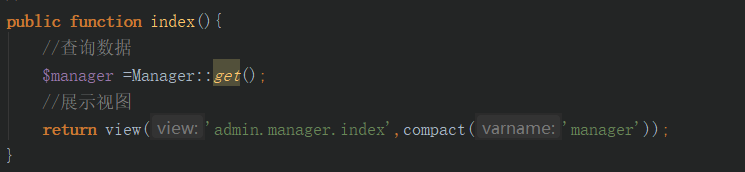 public function index(){
//查询数据
$manager =Manager::get();
//展示视图
return view( view: 'admin.manager.index',compact( varname: 'manager'));
}